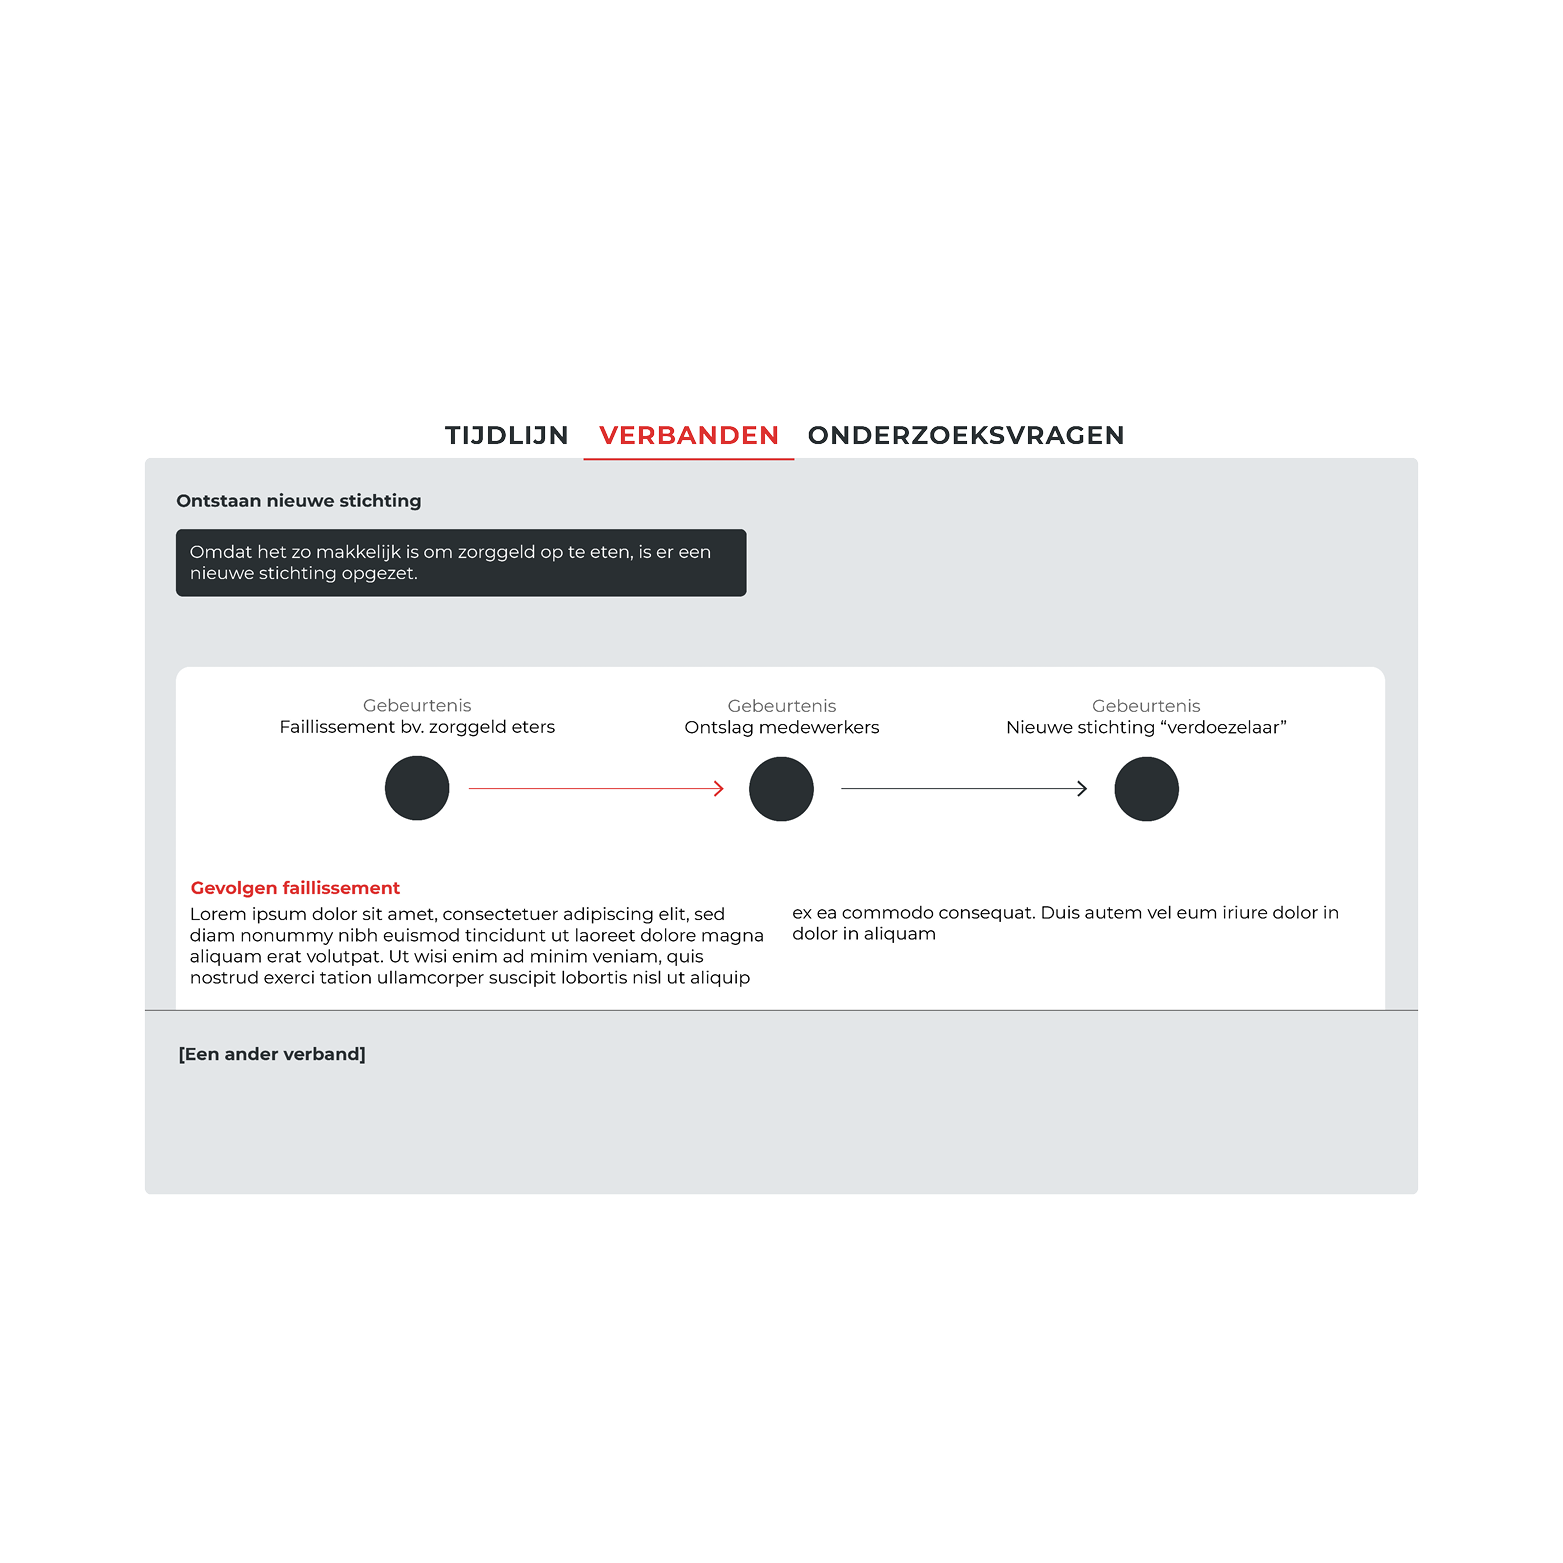 TIJDLIJN VERBANDEN ONDERZOEKSVRAGEN
Ontstaan nieuwe stichting
Omdat het zo makkelijk is om zorggeld op te eten, is er een
nieuwe stichting opgezet.
Gebeurtenis
Faillissement bv. zorggeld eters
Gebeurtenis
Ontslag medewerkers
Gebeurtenis
Nieuwe stichting “verdoezelaar”
Gevolgen faillissement
Lorem ipsum dolor sit amet, consectetuer adipiscing elit, sed
diam nonummy nibh euismod tincidunt ut laoreet dolore magna
aliquam erat volutpat. Ut wisi enim ad minim veniam, quis
nostrud exerci tation ullamcorper suscipit lobortis nisl ut aliquip
ex ea commodo consequat. Duis autem vel eum iriure dolor in
dolor in aliquam
[Een ander verband]